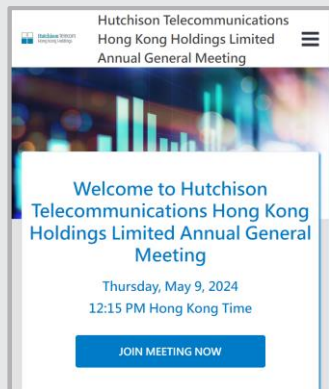 Hutchison Telecommunications
Hong Kong Holdings Limited
Annual General Meeting
Welcome to Hutchison
Telecommunications Hong Kong
Holdings Limited Annual General
Meeting
Thursday, May 9, 2024
12:15 PM Hong Kong Time
JOIN MEETING NOW